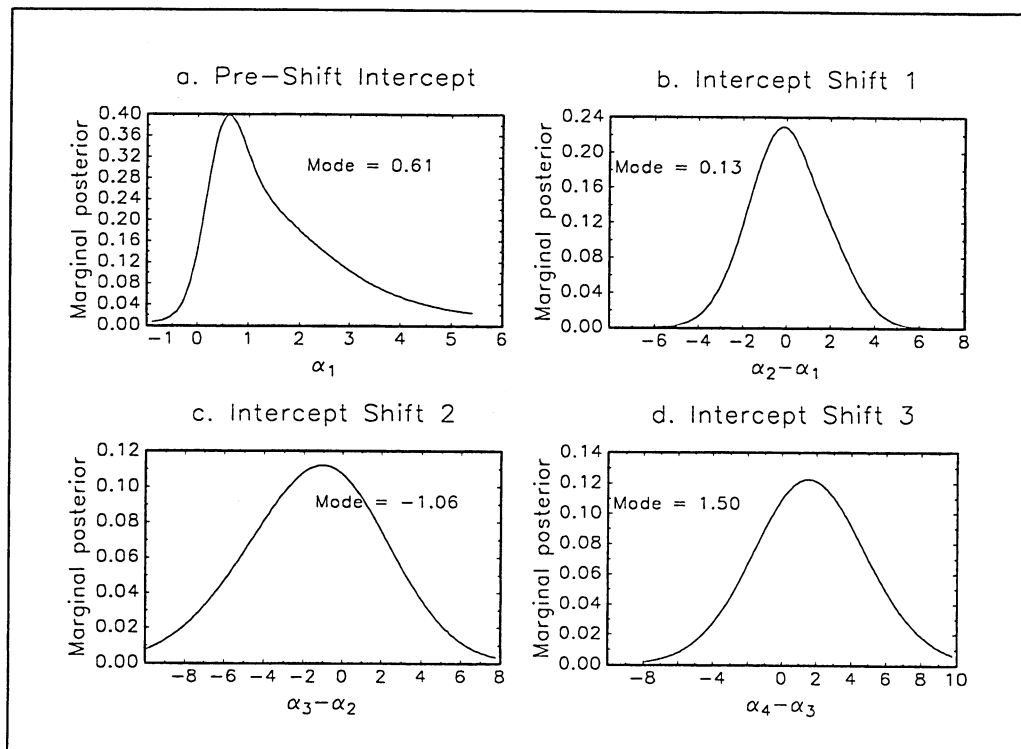 a. Pre-Shift Intercept
Marginal posterior
0.40
0.36
0.32
0.28
0.24
0.20
0.16
0.12
0.08
0.04
0.00
Mode = 0.61
-1 0 1 2 3 4 5 6
α₁
b. Intercept Shift 1
Marginal posterior
0.24
0.20
0.16
0.12
0.08
0.04
0.00
Mode = 0.13
-6 -4 -2 0 2 4 6 8
α₂-α₁
c. Intercept Shift 2
Marginal posterior
0.12
0.10
0.08
0.06
0.04
0.02
0.00
Mode = -1.06
-8 -6 -4 -2 0 2 4 6 8
α₃-α₂
d. Intercept Shift 3
Marginal posterior
0.14
0.12
0.10
0.08
0.06
0.04
0.02
0.00
Mode = 1.50
-8 -4 0 2 4 6 8 10
α₄-α₃